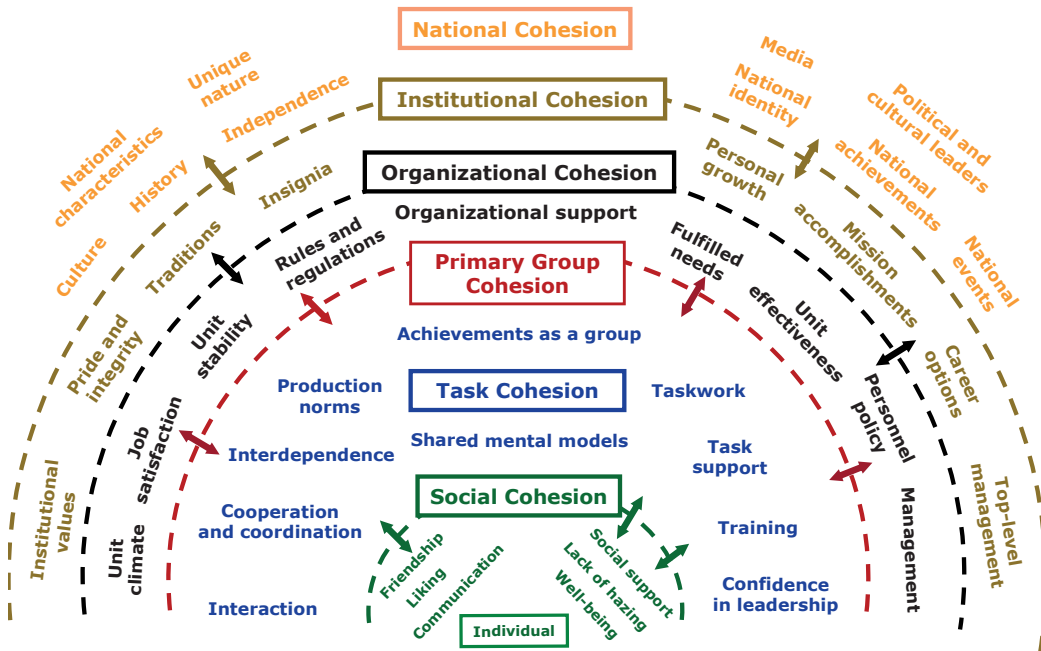 National Cohesion
Unique
nature
Independence
National
characteristics
History
Culture
Media
National
identity
Political and
cultural leaders
National
achievements
National
events
Institutional Cohesion
Insignia
Traditions
Pride and
integrity
Institutional
values
Personal
growth
Mission
accomplishments
Career
options
Top-level
management
Organizational Cohesion
Organizational support
Rules and
regulations
Unit
stability
Job
satisfaction
Unit
climate
Fulfilled
needs
Unit
effectiveness
Personnel
policy
Management
Primary Group
Cohesion
Achievements as a group
Task Cohesion
Production
norms
Taskwork
Shared mental models
Interdependence
Task
support
Cooperation
and coordination
Training
Interaction
Confidence
in leadership
Social Cohesion
Friendship
Liking
Communication
Social support
Lack of hazing
Well-being
Individual